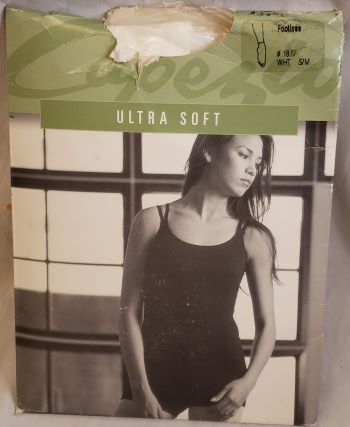 Capezio
Footless
# 1817
WHT S/M
ULTRA SOFT